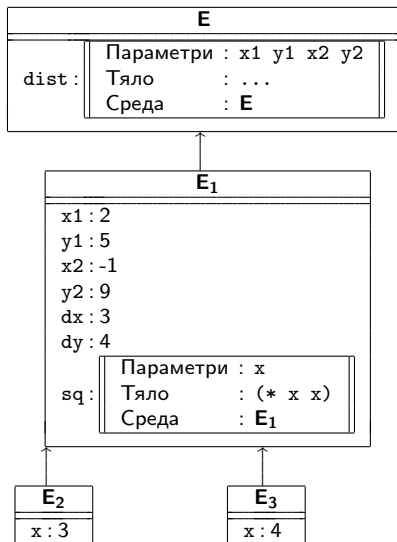 E
Параметри : x1 y1 x2 y2
dist : Тяло : ...
Среда : E
E₁
x1 : 2
y1 : 5
x2 : -1
y2 : 9
dx : 3
dy : 4
Параметри : x
sq : Тяло : (* x x)
Среда : E₁
E₂ E₃
x : 3 x : 4